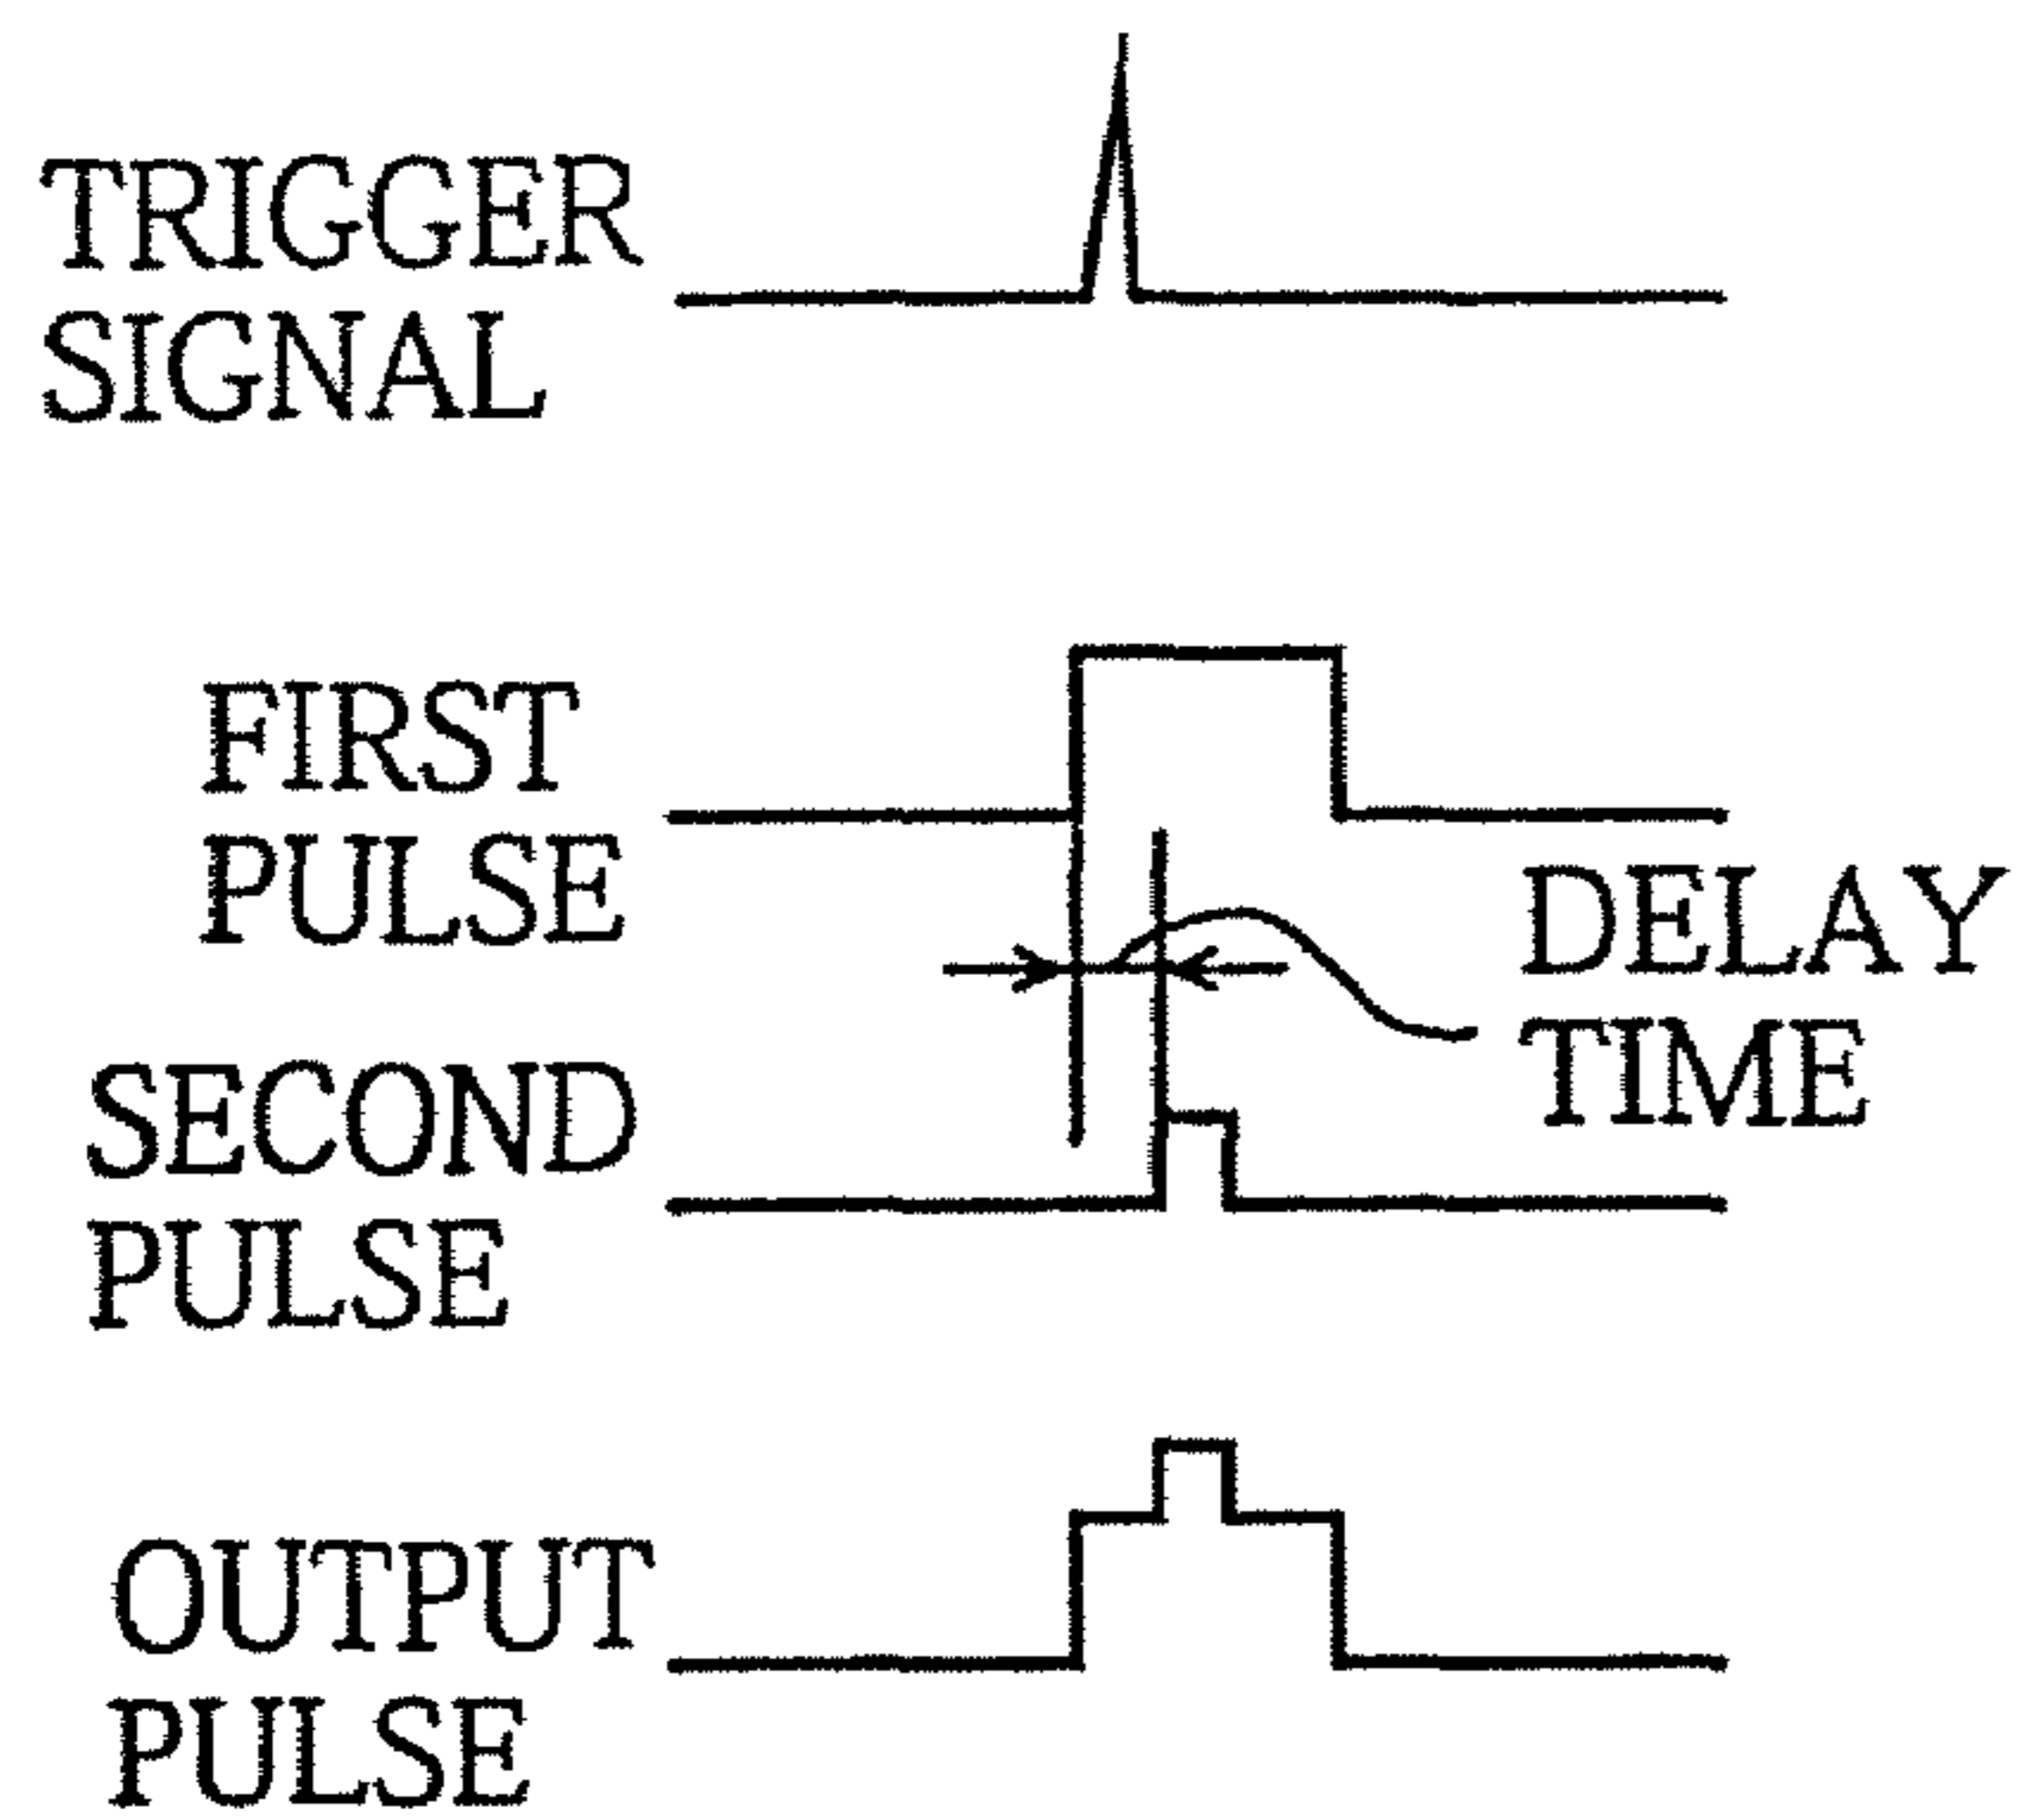 TRIGGER
SIGNAL
FIRST
PULSE
DELAY
TIME
SECOND
PULSE
OUTPUT
PULSE